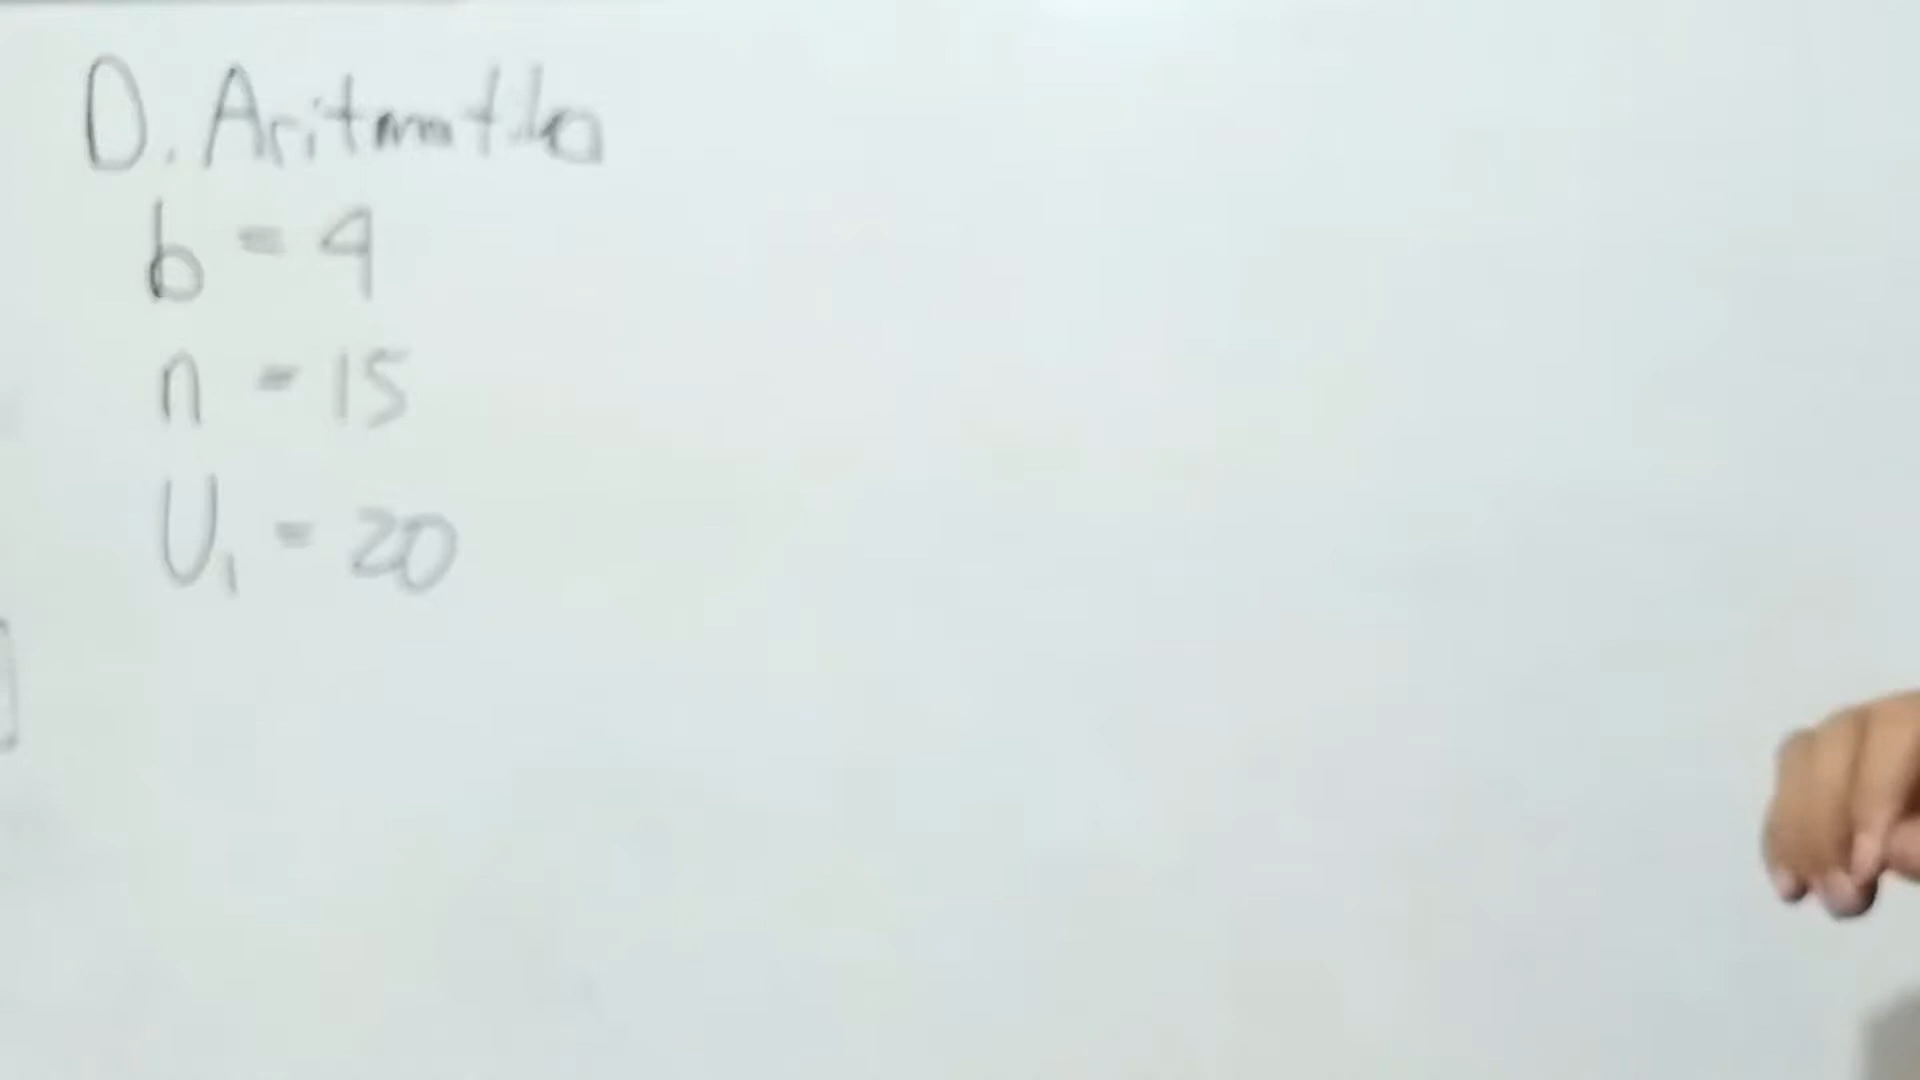 D. Aritmatika
b = 4
n = 15
U₁ = 20